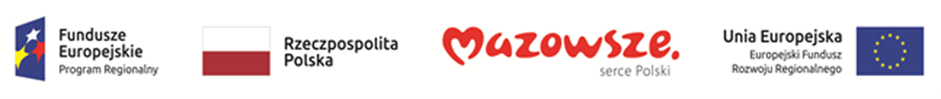 Fundusze
Europejskie
Program Regionalny
Rzeczpospolita
Polska
Mazowsze.
serce Polski
Unia Europejska
Europejski Fundusz
Rozwoju Regionalnego